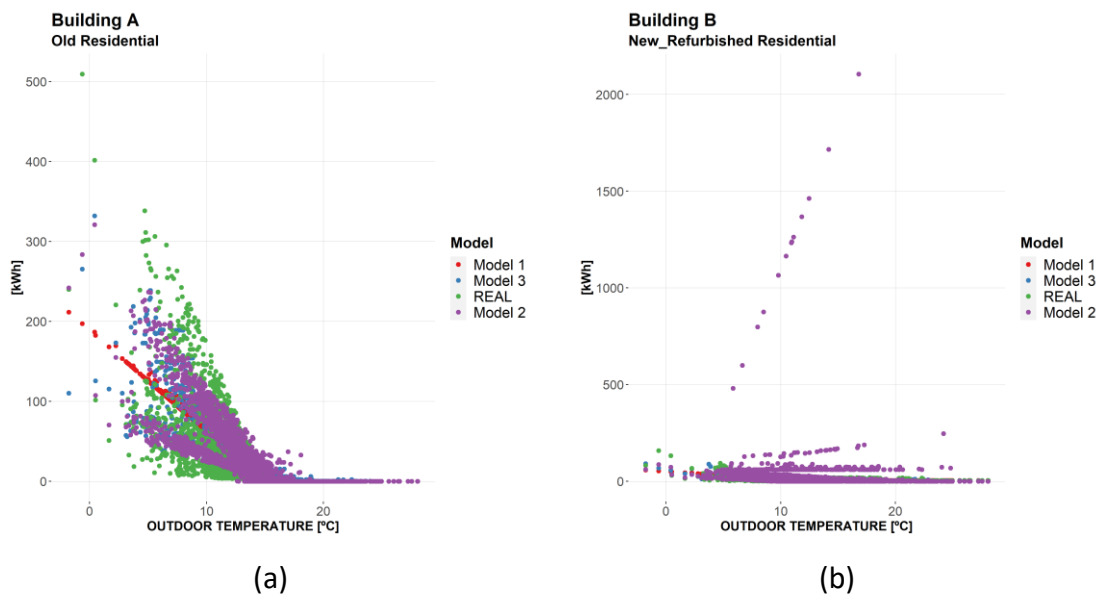 Building A
Old Residential
500
400
300
200
100
0
[kWh]
0
10
20
OUTDOOR TEMPERATURE [ºC]
Model
Model 1
Model 3
REAL
Model 2
(a)
Building B
New_Refurbished Residential
2000
1500
1000
500
0
[kWh]
0
10
20
OUTDOOR TEMPERATURE [ºC]
Model
Model 1
Model 3
REAL
Model 2
(b)